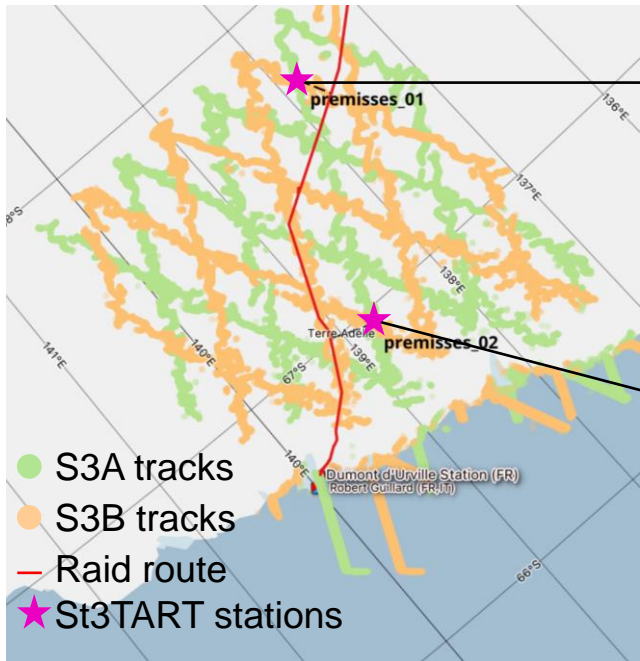 premisses_01
136°E
137°E
8°S
138°E
Terre Adélie
premisses_02
139°E
141°E
140°E
67°S
140°E
Dumont d'Urville Station (FR)
Robert Guillard (FR,IT)
66°S
S3A tracks
S3B tracks
Raid route
St3TART stations